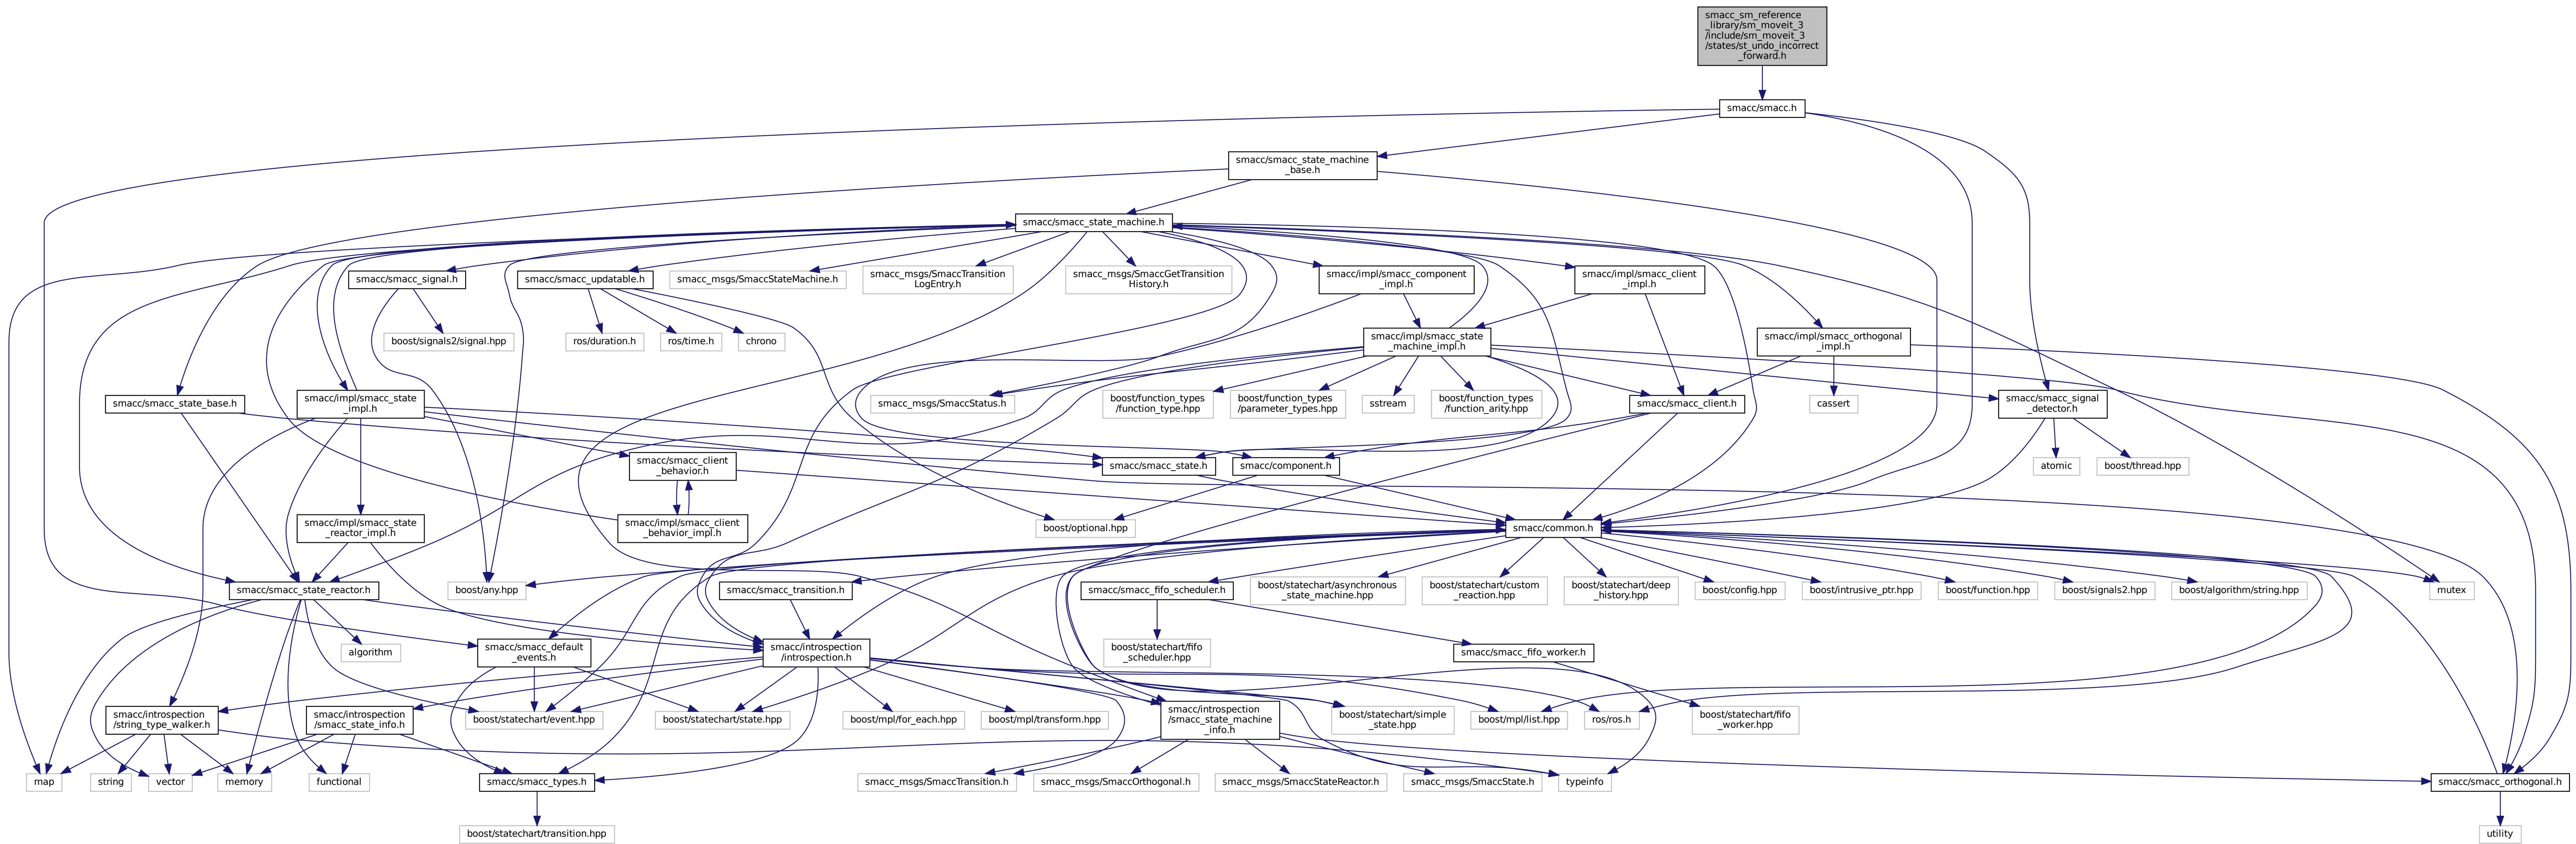 smacc_sm_reference
_library/sm_moveit_3
/include/sm_moveit_3
/states/st_undo_incorrect
_forward.h
smacc/smacc.h
smacc/smacc_state_machine
_base.h
smacc/smacc_state_machine.h
smacc/smacc_signal.h
smacc/smacc_updatable.h
smacc_msgs/SmaccStateMachine.h
smacc_msgs/SmaccTransition
LogEntry.h
smacc_msgs/SmaccGetTransition
History.h
smacc/impl/smacc_component
_impl.h
smacc/impl/smacc_client
_impl.h
boost/signals2/signal.hpp
ros/duration.h
ros/time.h
chrono
smacc/impl/smacc_state
_machine_impl.h
smacc/impl/smacc_orthogonal
_impl.h
smacc/smacc_state_base.h
smacc/impl/smacc_state
_impl.h
smacc_msgs/SmaccStatus.h
boost/function_types
/function_type.hpp
boost/function_types
/parameter_types.hpp
sstream
boost/function_types
/function_arity.hpp
smacc/smacc_client.h
cassert
smacc/smacc_signal
_detector.h
smacc/smacc_client
_behavior.h
smacc/smacc_state.h
smacc/component.h
atomic
boost/thread.hpp
smacc/impl/smacc_state
_reactor_impl.h
smacc/impl/smacc_client
_behavior_impl.h
boost/optional.hpp
smacc/common.h
smacc/smacc_state_reactor.h
boost/any.hpp
smacc/smacc_transition.h
smacc/smacc_fifo_scheduler.h
boost/statechart/asynchronous
_state_machine.hpp
boost/statechart/custom
_reaction.hpp
boost/statechart/deep
_history.hpp
boost/config.hpp
boost/intrusive_ptr.hpp
boost/function.hpp
boost/signals2.hpp
boost/algorithm/string.hpp
mutex
algorithm
smacc/smacc_default
_events.h
smacc/introspection
/introspection.h
boost/statechart/fifo
_scheduler.hpp
smacc/smacc_fifo_worker.h
smacc/introspection
/string_type_walker.h
smacc/introspection
/smacc_state_info.h
boost/statechart/event.hpp
boost/statechart/state.hpp
boost/mpl/for_each.hpp
boost/mpl/transform.hpp
smacc/introspection
/smacc_state_machine
_info.h
boost/statechart/simple
_state.hpp
boost/mpl/list.hpp
ros/ros.h
boost/statechart/fifo
_worker.hpp
map
string
vector
memory
functional
smacc/smacc_types.h
smacc_msgs/SmaccTransition.h
smacc_msgs/SmaccOrthogonal.h
smacc_msgs/SmaccStateReactor.h
smacc_msgs/SmaccState.h
typeinfo
smacc/smacc_orthogonal.h
boost/statechart/transition.hpp
utility